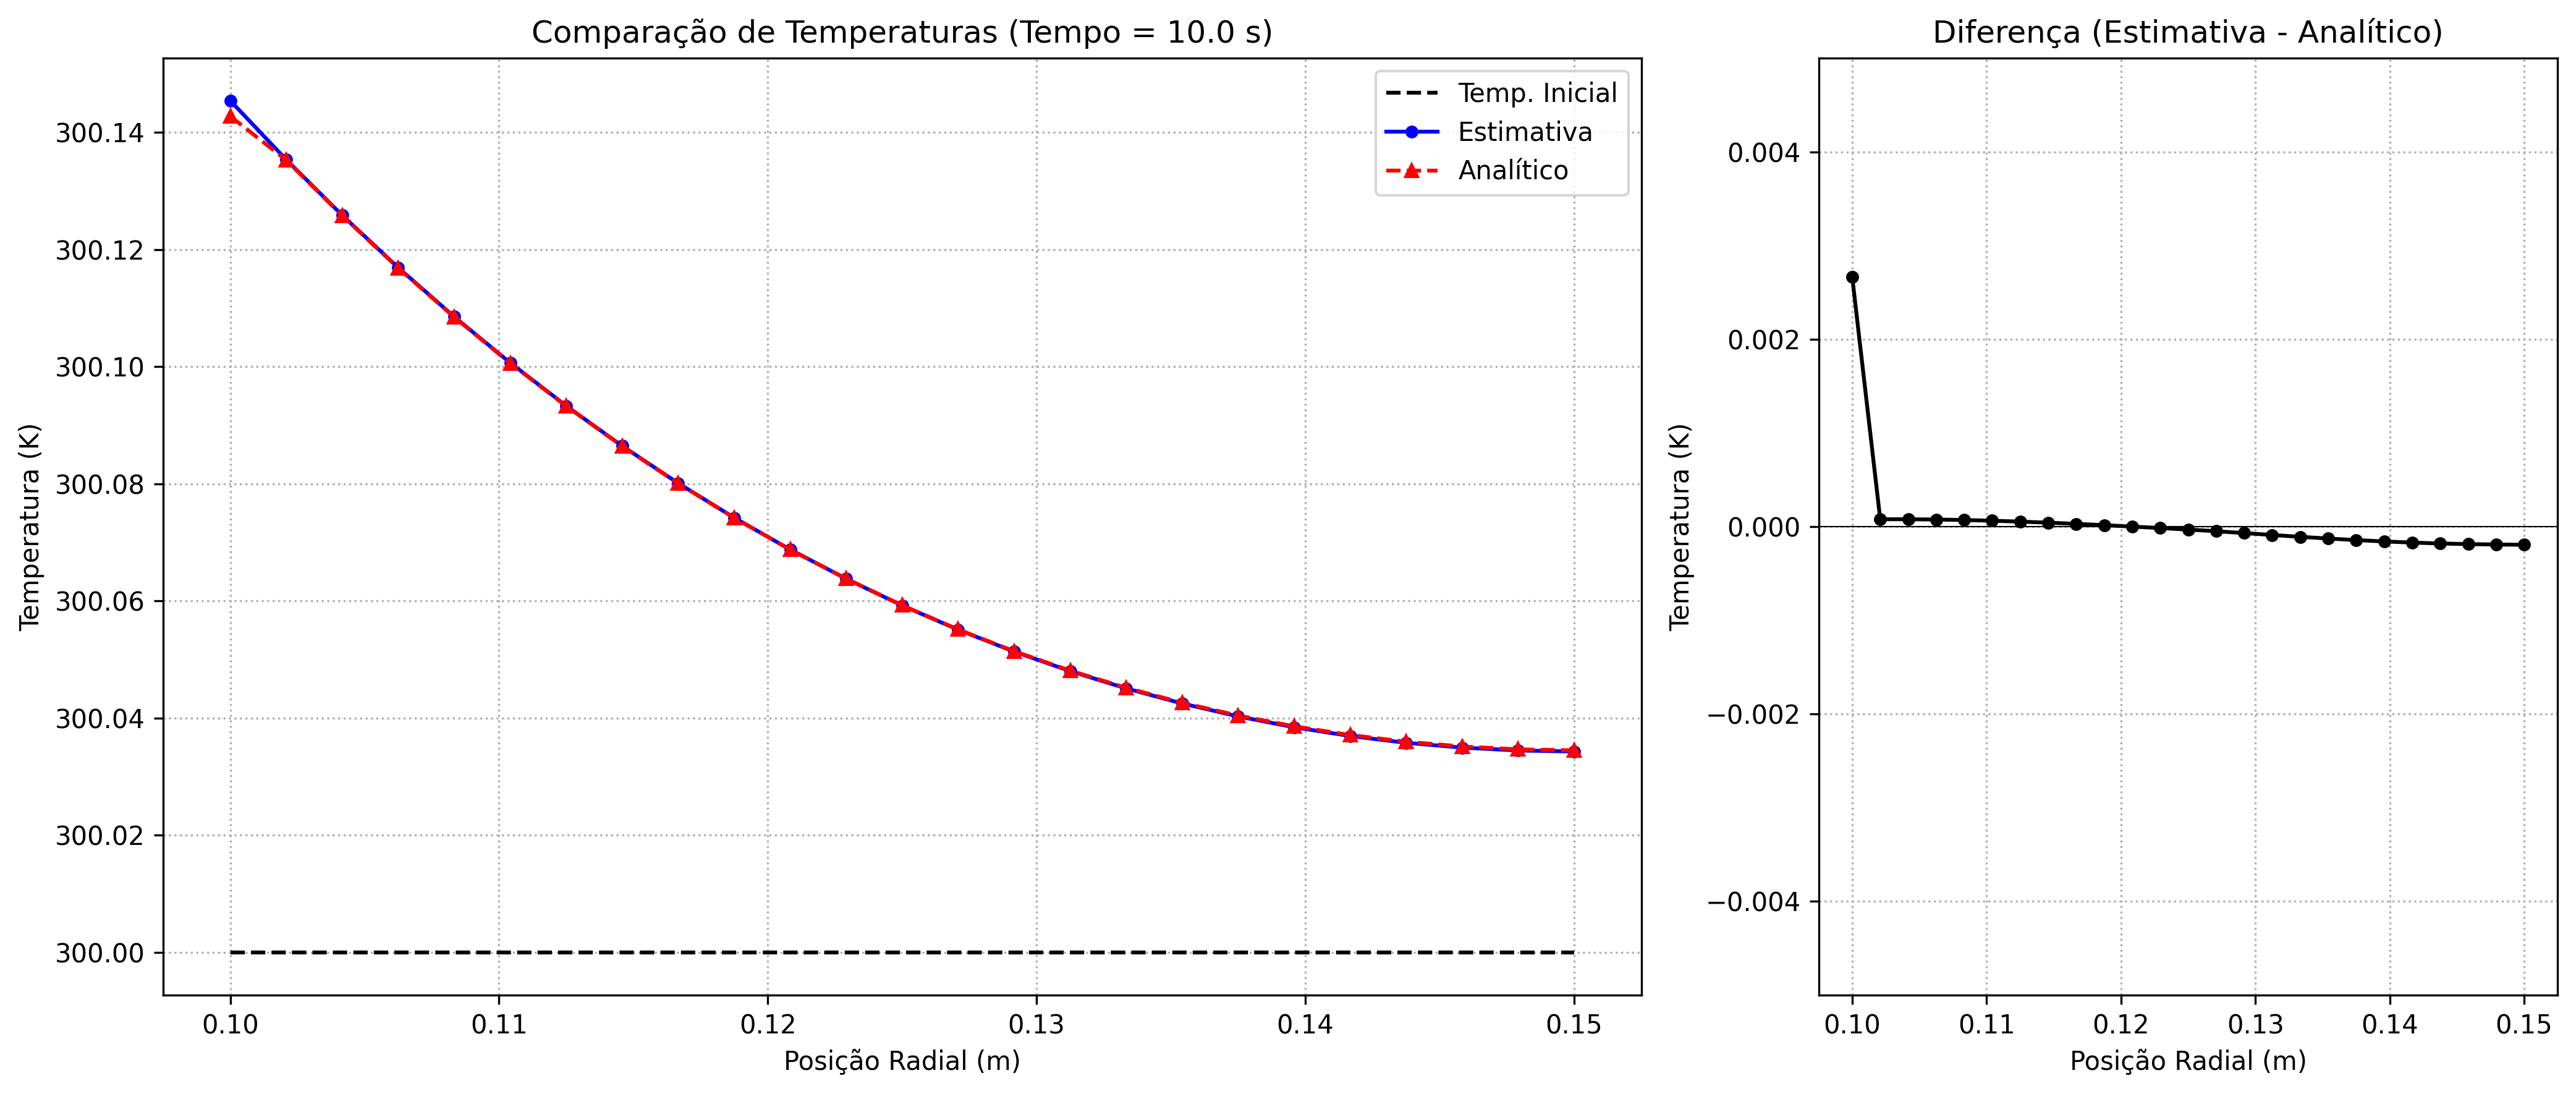 Comparação de Temperaturas (Tempo = 10.0 s)
Temp. Inicial
Estimativa
Analítico
Temperatura (K)
300.14
300.12
300.10
300.08
300.06
300.04
300.02
300.00
0.10 0.11 0.12 0.13 0.14 0.15
Posição Radial (m)
Diferença (Estimativa - Analítico)
Temperatura (K)
0.004
0.002
0.000
−0.002
−0.004
0.10 0.11 0.12 0.13 0.14 0.15
Posição Radial (m)